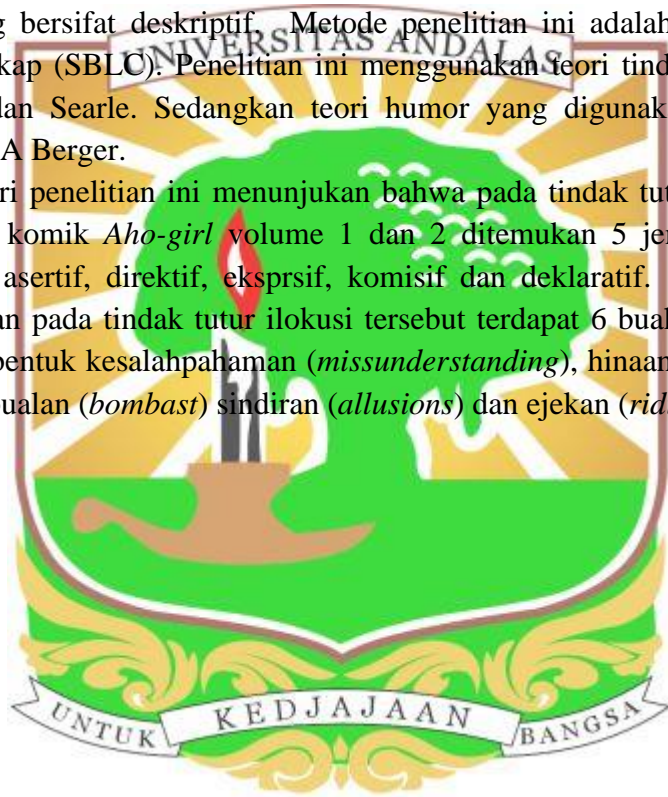 g bersifat deskriptif, Metode penelitian ini adalah
UNIVERSITAS ANDALAS
kap (SBLC). Penelitian ini menggunakan teori tind
dan Searle. Sedangkan teori humor yang digunak
A Berger.
ri penelitian ini menunjukan bahwa pada tindak tut
komik Aho-girl volume 1 dan 2 ditemukan 5 jen
asertif, direktif, eksprsif, komisif dan deklaratif.
an pada tindak tutur ilokusi tersebut terdapat 6 bual
bentuk kesalahpahaman (missunderstanding), hinaan
bualan (bombast) sindiran (allusions) dan ejekan (rid
UNTUK KEDJAJAAN BANGSA